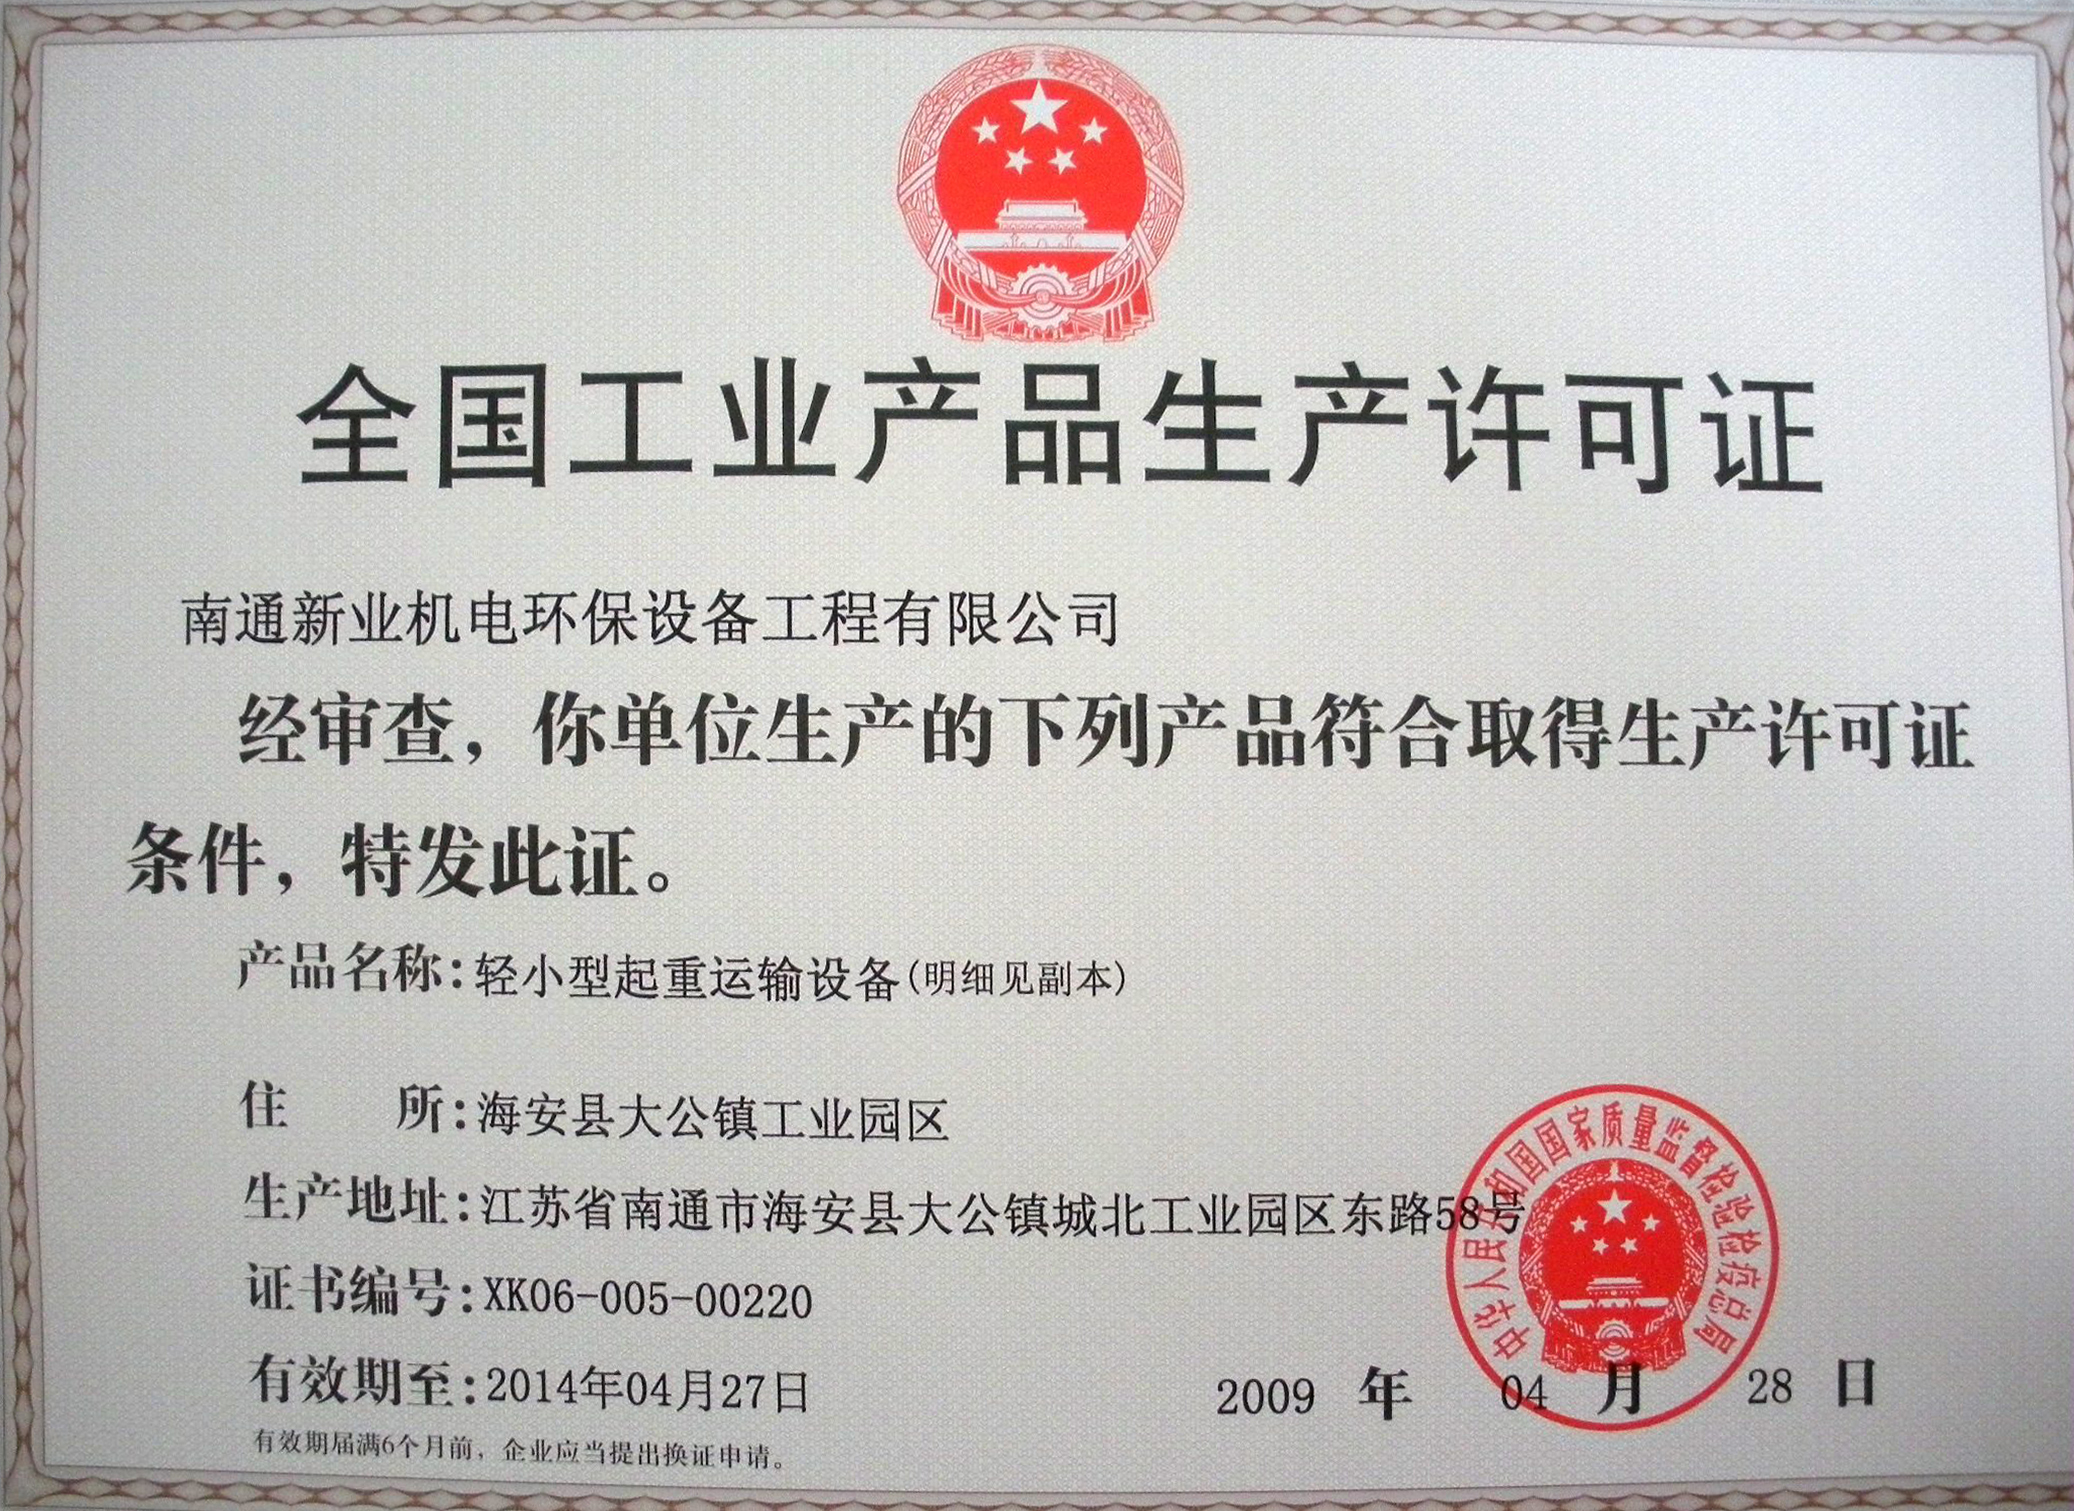 全国工业产品生产许可证
南通新业机电环保设备工程有限公司
经审查，你单位生产的下列产品符合取得生产许可证
条件，特发此证。
产品名称：轻小型起重运输设备(明细见副本)
住　　所：海安县大公镇工业园区
生产地址：江苏省南通市海安县大公镇城北工业园区东路58号
证书编号：XK06-005-00220
有效期至：2014年04月27日
2009 年 04 月 28 日
有效期届满6个月前，企业应当提出换证申请。
中华人民共和国国家质量监督检验检疫总局